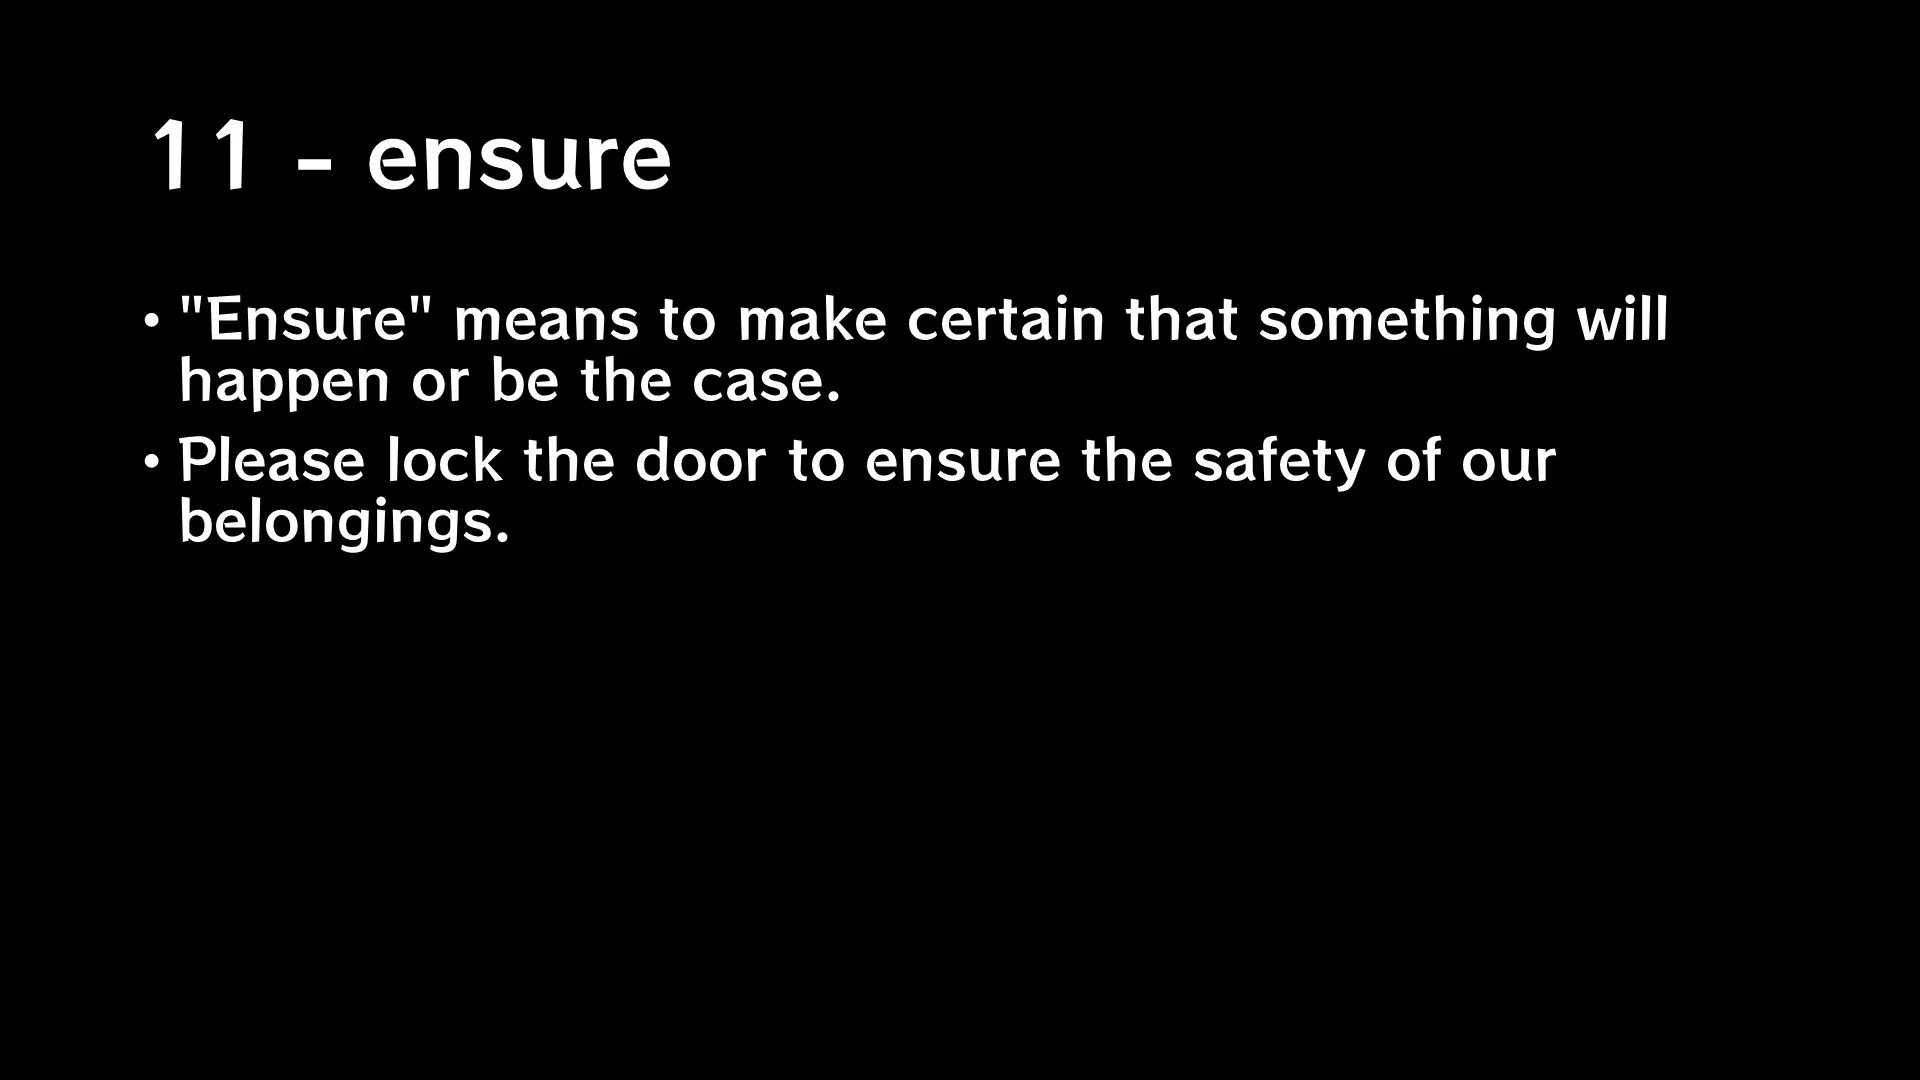 11 - ensure
• "Ensure" means to make certain that something will
happen or be the case.
• Please lock the door to ensure the safety of our
belongings.